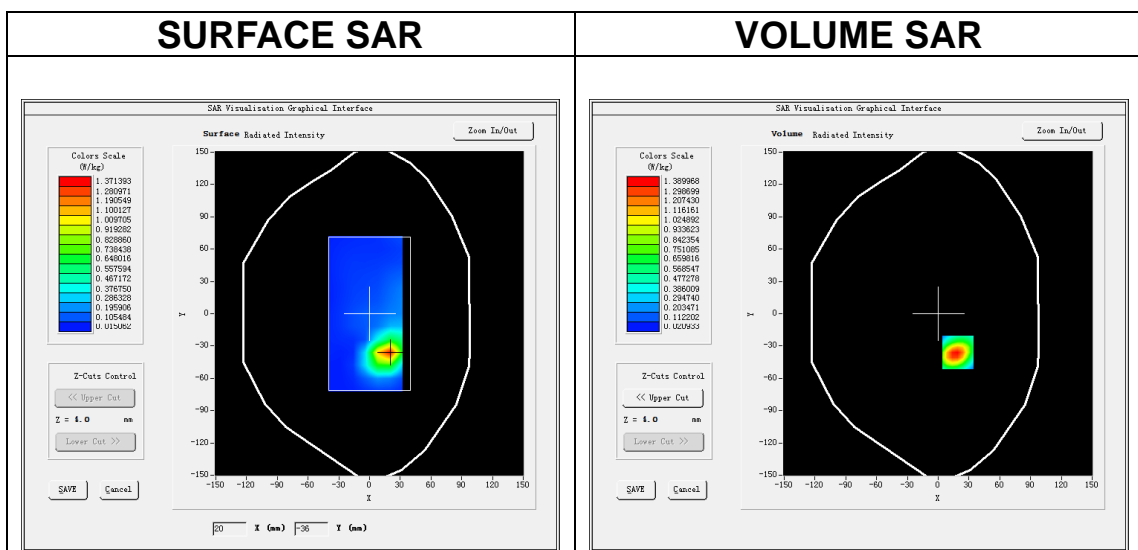 SURFACE SAR
VOLUME SAR
SAR Visualisation Graphical Interface
Surface Radiated Intensity
Zoom In/Out
Colors Scale
(W/kg)
1.371393
1.280971
1.190549
1.100127
1.009705
0.919282
0.828860
0.738438
0.648016
0.557594
0.467172
0.376750
0.286328
0.195906
0.105484
0.015062
150
120
90
60
30
0
-30
-60
-90
-120
-150
Y
-150 -120 -90 -60 -30 0 30 60 90 120 150
X
Z-Cuts Control
<< Upper Cut
Z = 4.0 mm
Lower Cut >>
SAVE Cancel
20 X (mm) -36 Y (mm)
SAR Visualisation Graphical Interface
Volume Radiated Intensity
Zoom In/Out
Colors Scale
(W/kg)
1.389968
1.298699
1.207430
1.116161
1.024892
0.933623
0.842354
0.751085
0.659816
0.568547
0.477278
0.386009
0.294740
0.203471
0.112202
0.020933
150
120
90
60
30
0
-30
-60
-90
-120
-150
Y
-150 -120 -90 -60 -30 0 30 60 90 120 150
X
Z-Cuts Control
<< Upper Cut
Z = 4.0 mm
Lower Cut >>
SAVE Cancel